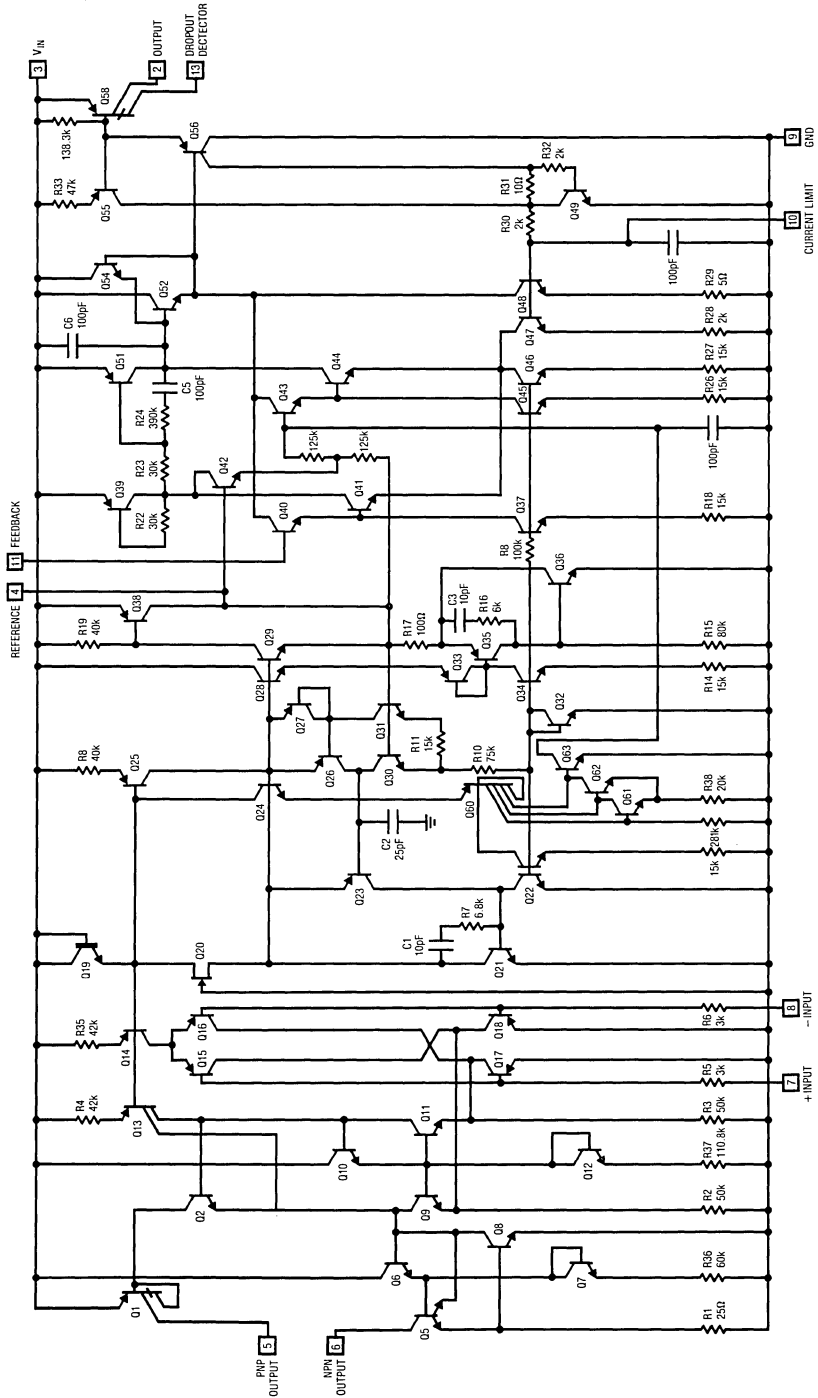 PNP
OUTPUT
5
Q1
NPN
OUTPUT
6
Q5
R1
25Ω
Q6
Q7
R36
60k
Q8
Q2
Q9
R2
50k
Q10
Q12
R37
110.8k
R4
42k
Q13
Q11
R3
50k
R5
3k
7
+ INPUT
R35
42k
Q14
Q15
Q16
Q17
Q18
R6
3k
8
– INPUT
Q19
Q20
C1
10pF
R7
6.8k
Q21
Q23
Q22
15k
C2
25pF
R8
40k
Q25
Q24
Q60
281k
Q26
Q27
Q30
Q31
R11
15k
R10
75k
Q61
Q62
Q63
R38
20k
Q32
Q28
Q29
R19
40k
Q38
R17
100Ω
C3
10pF
R16
6k
Q33
Q35
Q34
Q36
R14
15k
R15
80k
REFERENCE
4
11
FEEDBACK
Q40
Q41
R8
100k
Q37
R18
15k
Q39
R22
30k
R23
30k
R24
390k
C5
100pF
Q42
125k
125k
Q43
Q44
100pF
Q51
C6
100pF
Q45
Q46
R26
15k
R27
15k
Q52
Q54
Q47
Q48
R28
2k
R29
5Ω
100pF
10
CURRENT LIMIT
R33
47k
Q55
R30
2k
R31
10Ω
R32
2k
Q49
138.3k
Q58
Q56
9
GND
3
VIN
2
OUTPUT
13
DROPOUT
DECTECTOR